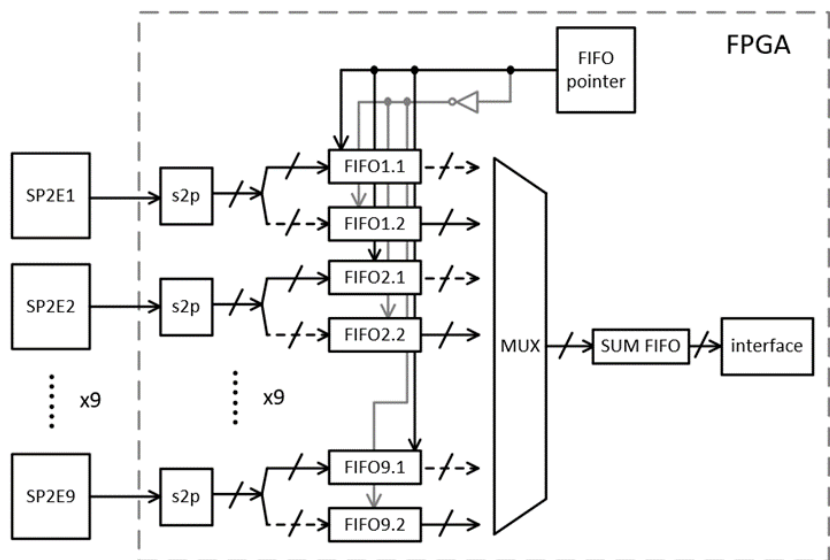 FPGA
FIFO
pointer
SP2E1
s2p
FIFO1.1
FIFO1.2
SP2E2
s2p
FIFO2.1
FIFO2.2
MUX
SUM FIFO
interface
x9
x9
SP2E9
s2p
FIFO9.1
FIFO9.2